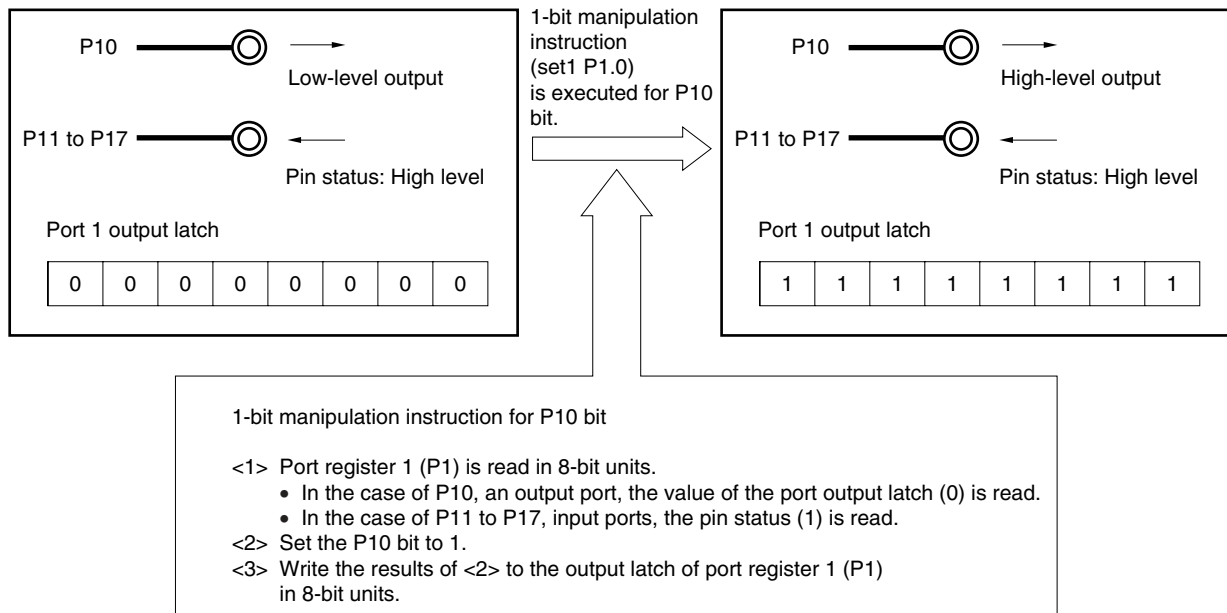 P10
Low-level output
P11 to P17
Pin status: High level
Port 1 output latch
0 0 0 0 0 0 0 0
1-bit manipulation
instruction
(set1 P1.0)
is executed for P10
bit.
P10
High-level output
P11 to P17
Pin status: High level
Port 1 output latch
1 1 1 1 1 1 1 1
1-bit manipulation instruction for P10 bit
<1> Port register 1 (P1) is read in 8-bit units.
• In the case of P10, an output port, the value of the port output latch (0) is read.
• In the case of P11 to P17, input ports, the pin status (1) is read.
<2> Set the P10 bit to 1.
<3> Write the results of <2> to the output latch of port register 1 (P1)
in 8-bit units.